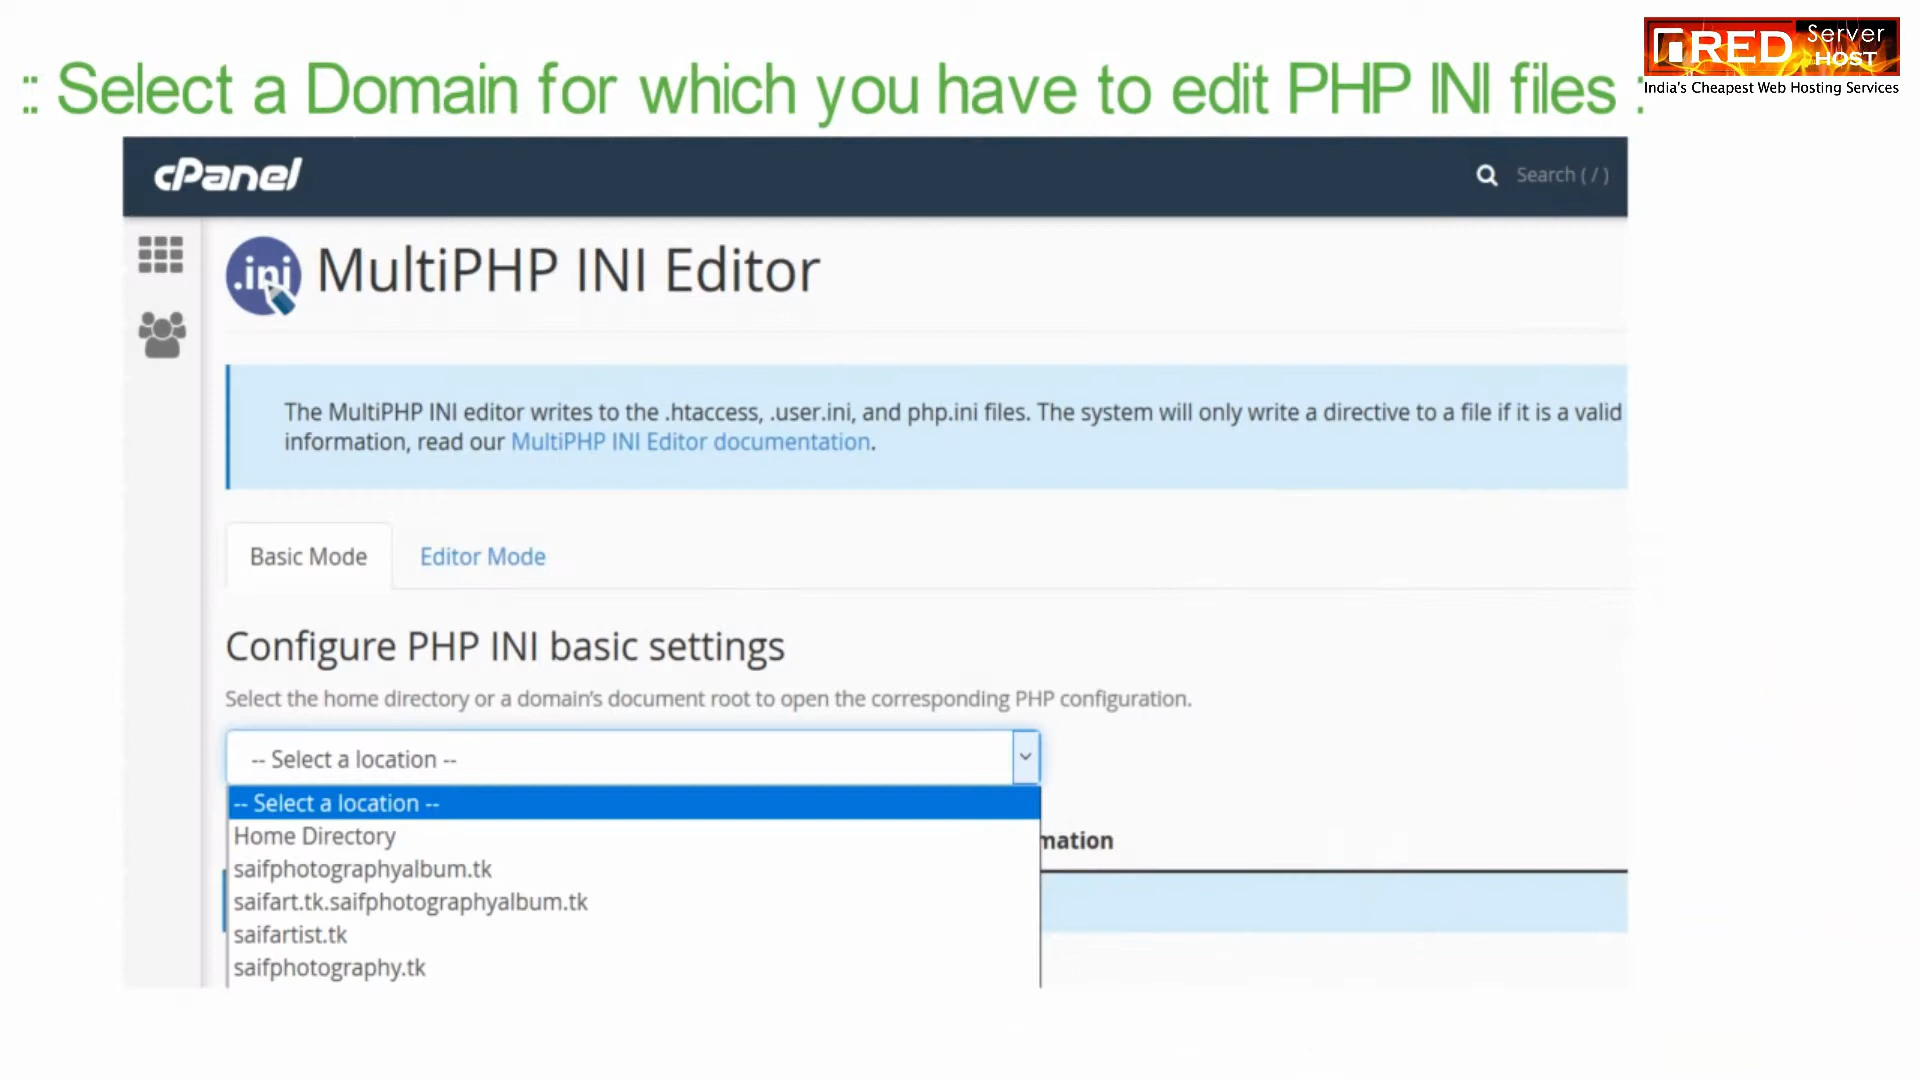 :: Select a Domain for which you have to edit PHP INI files :
RED Server HOST
India's Cheapest Web Hosting Services
cPanel
Search ( / )
.ini
MultiPHP INI Editor
The MultiPHP INI editor writes to the .htaccess, .user.ini, and php.ini files. The system will only write a directive to a file if it is a valid
information, read our MultiPHP INI Editor documentation.
Basic Mode
Editor Mode
Configure PHP INI basic settings
Select the home directory or a domain's document root to open the corresponding PHP configuration.
-- Select a location --
-- Select a location --
Home Directory
mation
saifphotographyalbum.tk
saifart.tk.saifphotographyalbum.tk
saifartist.tk
saifphotography.tk